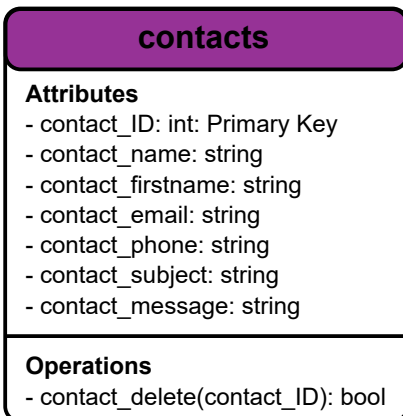 contacts
Attributes
- contact_ID: int: Primary Key
- contact_name: string
- contact_firstname: string
- contact_email: string
- contact_phone: string
- contact_subject: string
- contact_message: string
Operations
- contact_delete(contact_ID): bool